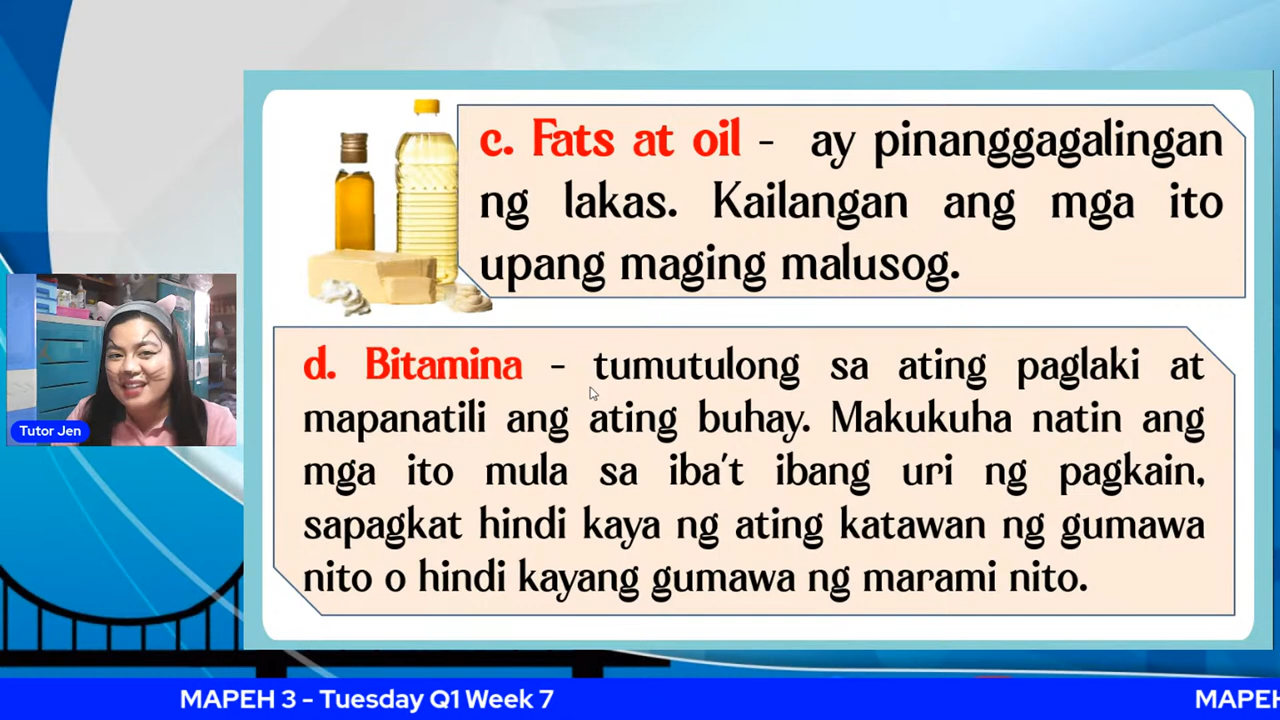 c. Fats at oil - ay pinanggagalingan
ng lakas. Kailangan ang mga ito
upang maging malusog.
d. Bitamina - tumutulong sa ating paglaki at
mapanatili ang ating buhay. Makukuha natin ang
mga ito mula sa iba't ibang uri ng pagkain,
sapagkat hindi kaya ng ating katawan ng gumawa
nito o hindi kayang gumawa ng marami nito.
Tutor Jen
MAPEH 3 - Tuesday Q1 Week 7
MAPEH